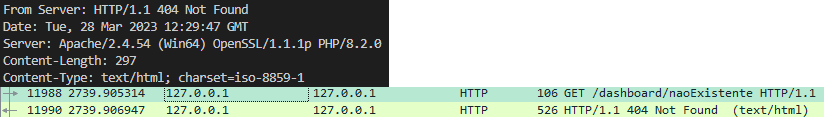 From Server: HTTP/1.1 404 Not Found
Date: Tue, 28 Mar 2023 12:29:47 GMT
Server: Apache/2.4.54 (Win64) OpenSSL/1.1.1p PHP/8.2.0
Content-Length: 297
Content-Type: text/html; charset=iso-8859-1
11988 2739.905314 127.0.0.1 127.0.0.1 HTTP 106 GET /dashboard/naoExistente HTTP/1.1
11990 2739.906947 127.0.0.1 127.0.0.1 HTTP 526 HTTP/1.1 404 Not Found (text/html)